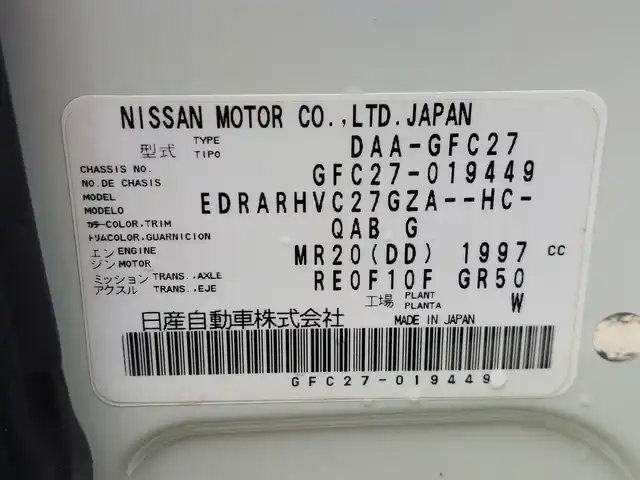 NISSAN MOTOR CO.,LTD.JAPAN
型式 TYPE TIPO DAA-GFC27
CHASSIS NO. NO.DE CHASIS GFC27-019449
MODEL MODELO EDRARHVC27GZA--HC-
カラー COLOR,TRIM トリム COLOR,GUARNICION QAB G
エンジン ENGINE MOTOR MR20(DD) 1997 CC
ミッション アクスル TRANS.,AXLE TRANS.,EJE RE0F10F GR50
工場 PLANT PLANTA W
日産自動車株式会社 MADE IN JAPAN
GFC27-019449